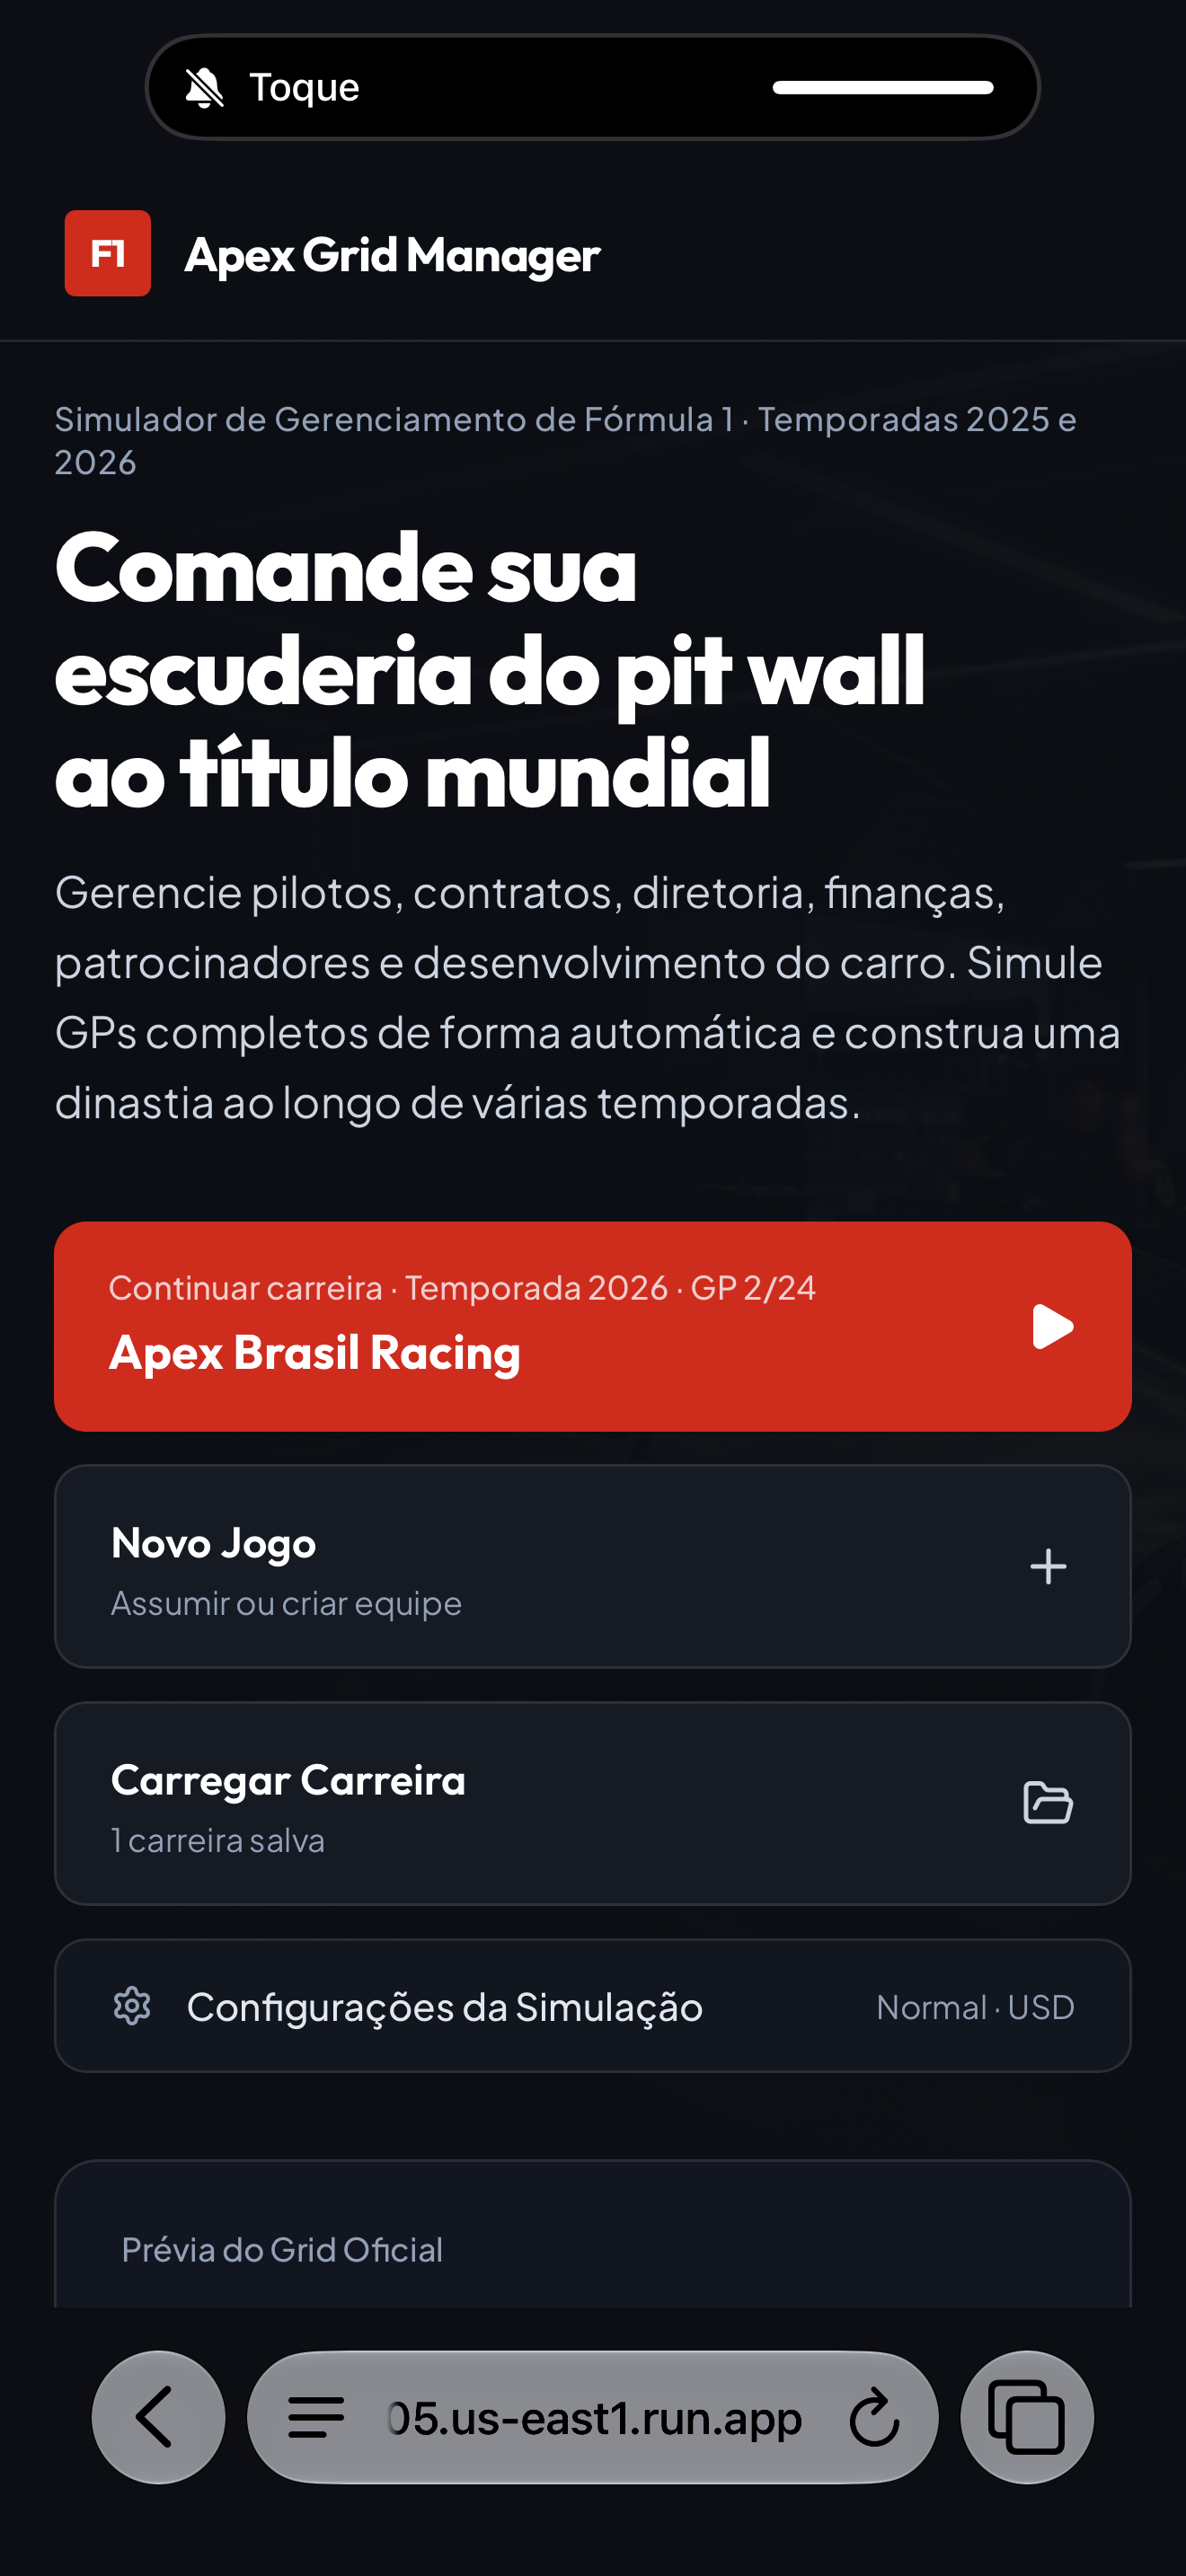 Toque
F1 Apex Grid Manager
Simulador de Gerenciamento de Fórmula 1 · Temporadas 2025 e
2026
Comande sua
escuderia do pit wall
ao título mundial
Gerencie pilotos, contratos, diretoria, finanças,
patrocinadores e desenvolvimento do carro. Simule
GPs completos de forma automática e construa uma
dinastia ao longo de várias temporadas.
Continuar carreira · Temporada 2026 · GP 2/24
Apex Brasil Racing
Novo Jogo
Assumir ou criar equipe
Carregar Carreira
1 carreira salva
Configurações da Simulação Normal · USD
Prévia do Grid Oficial
05.us-east1.run.app